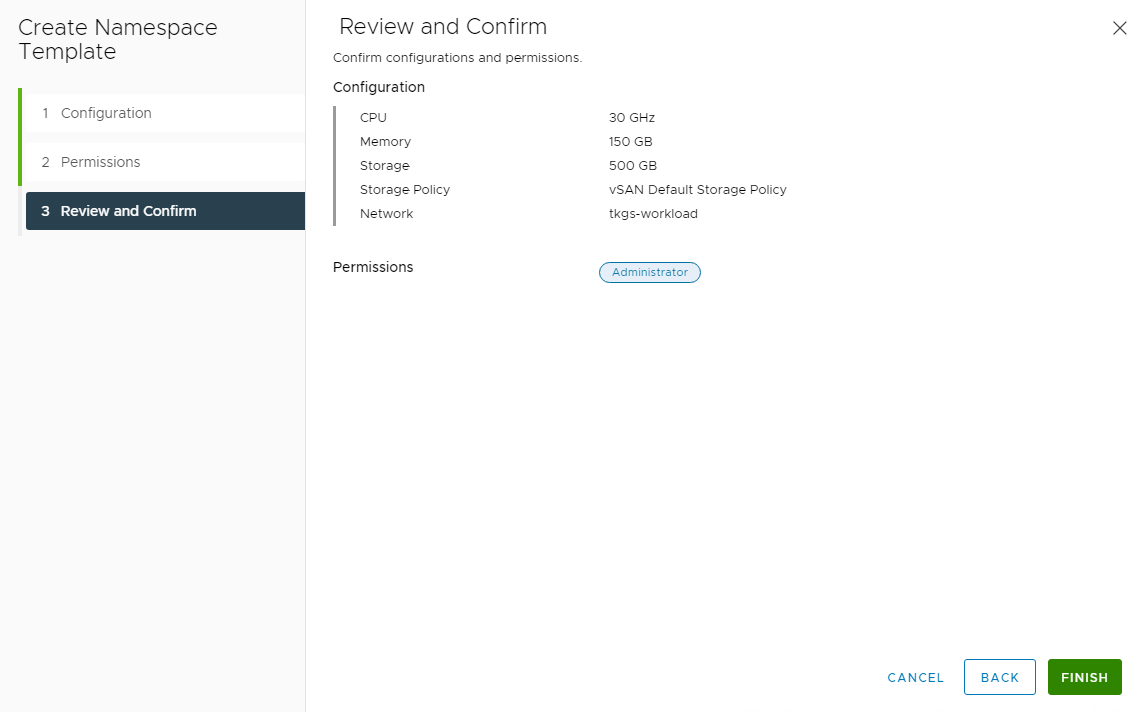 Create Namespace
Template
1 Configuration
2 Permissions
3 Review and Confirm
Review and Confirm
Confirm configurations and permissions.
Configuration
CPU 30 GHz
Memory 150 GB
Storage 500 GB
Storage Policy vSAN Default Storage Policy
Network tkgs-workload
Permissions Administrator
CANCEL BACK FINISH